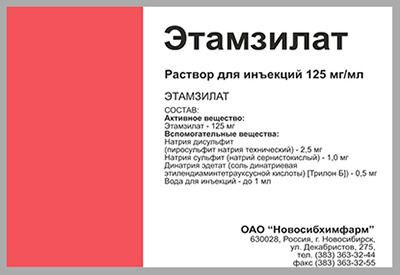 Этамзилат
Раствор для инъекций 125 мг/мл
ЭТАМЗИЛАТ
СОСТАВ:
Активное вещество:
Этамзилат - 125 мг
Вспомогательные вещества:
Натрия дисульфит
(пиросульфит натрия технический) - 2,5 мг
Натрия сульфит (натрий сернистокислый) - 1,0 мг
Динатрия эдетат (соль динатриевая
этилендиаминтетрауксусной кислоты) [Трилон Б]) - 0,5 мг
Вода для инъекций - до 1 мл
ОАО "Новосибхимфарм"
630028, Россия, г. Новосибирск,
ул. Декабристов, 275,
тел. (383) 363-32-44
факс (383) 363-32-55